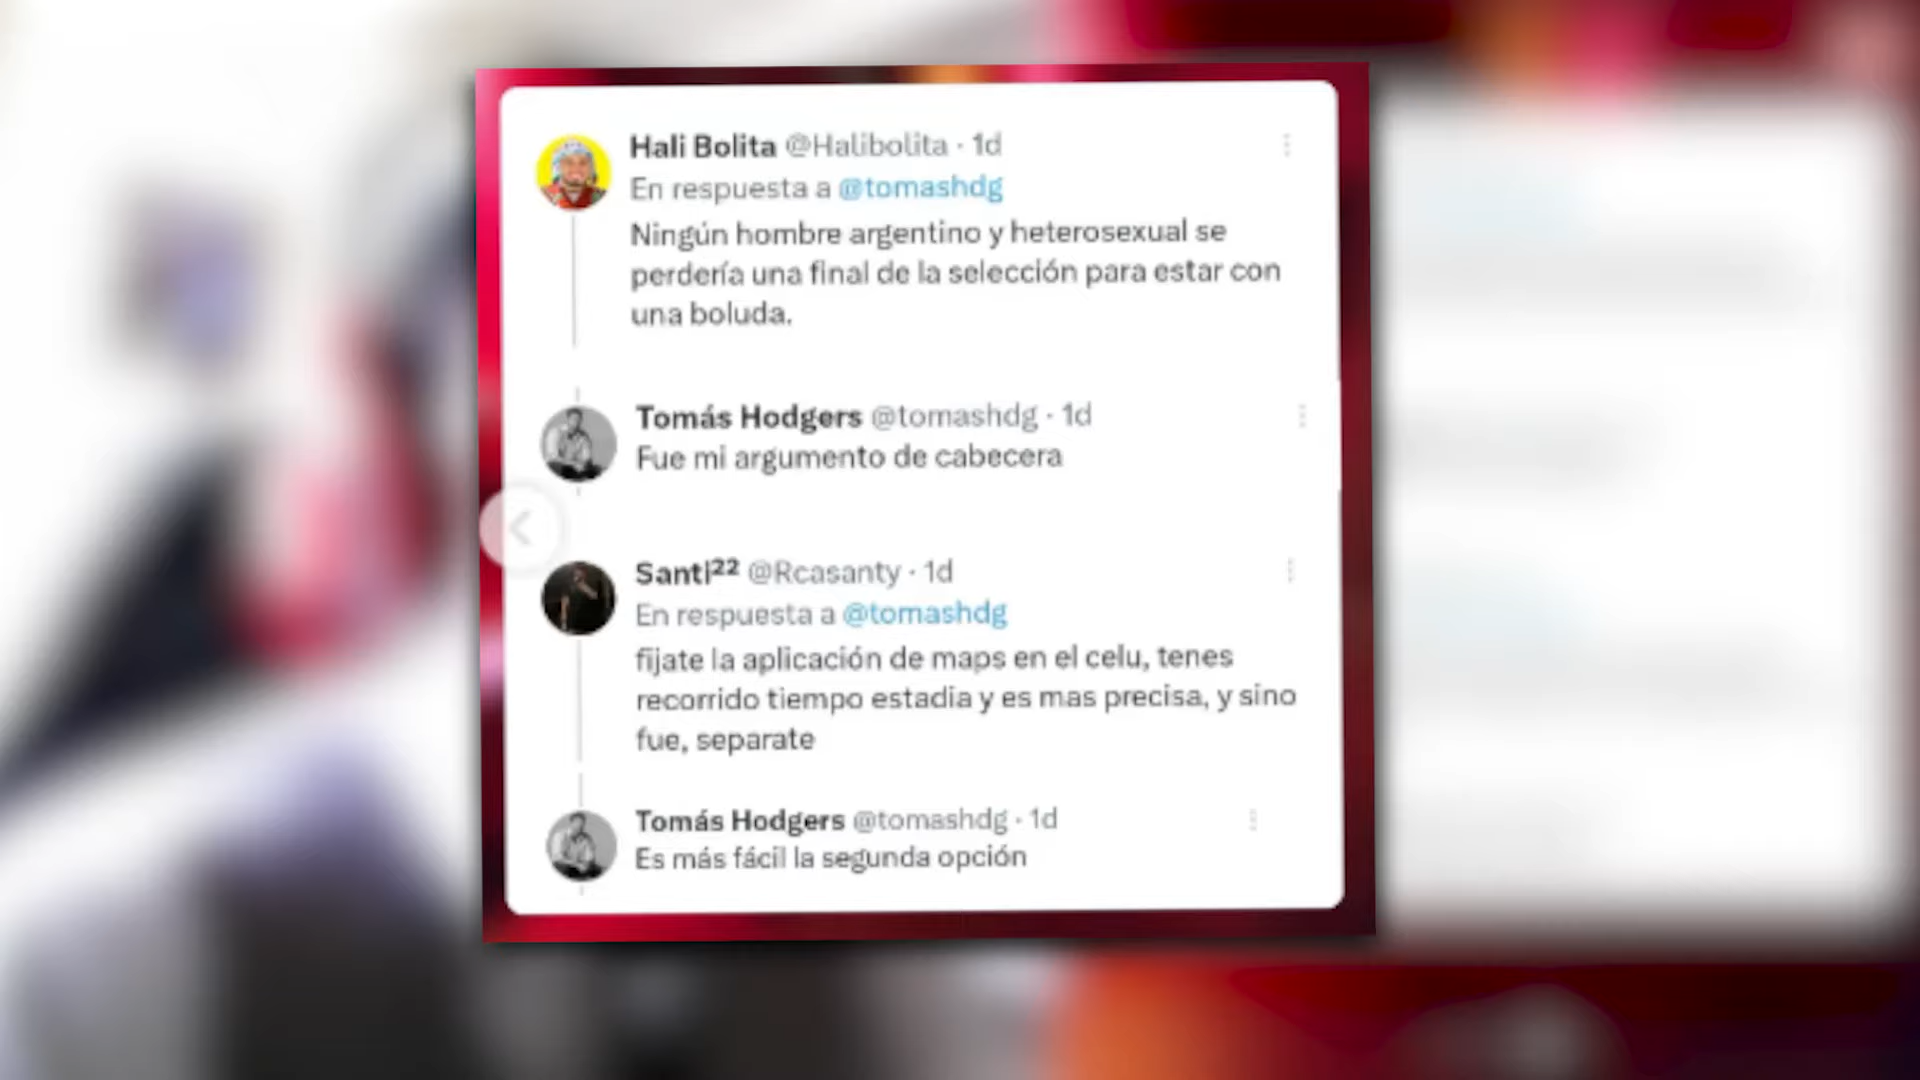 Hali Bolita @Halibolita · 1d
En respuesta a @tomashdg
Ningún hombre argentino y heterosexual se
perdería una final de la selección para estar con
una boluda.
Tomás Hodgers @tomashdg · 1d
Fue mi argumento de cabecera
Santi²² @Rcasanty · 1d
En respuesta a @tomashdg
fijate la aplicación de maps en el celu, tenes
recorrido tiempo estadia y es mas precisa, y sino
fue, separate
Tomás Hodgers @tomashdg · 1d
Es más fácil la segunda opción